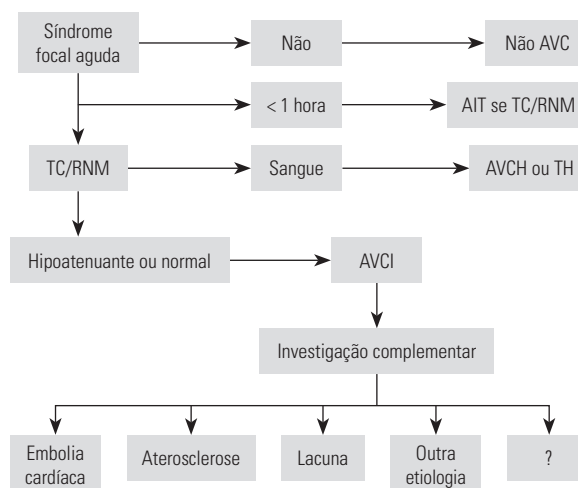 Síndrome
focal aguda
Não
Não AVC
< 1 hora
AIT se TC/RNM
TC/RNM
Sangue
AVCH ou TH
Hipoatenuante ou normal
AVCI
Investigação complementar
Embolia
cardíaca
Aterosclerose
Lacuna
Outra
etiologia
?